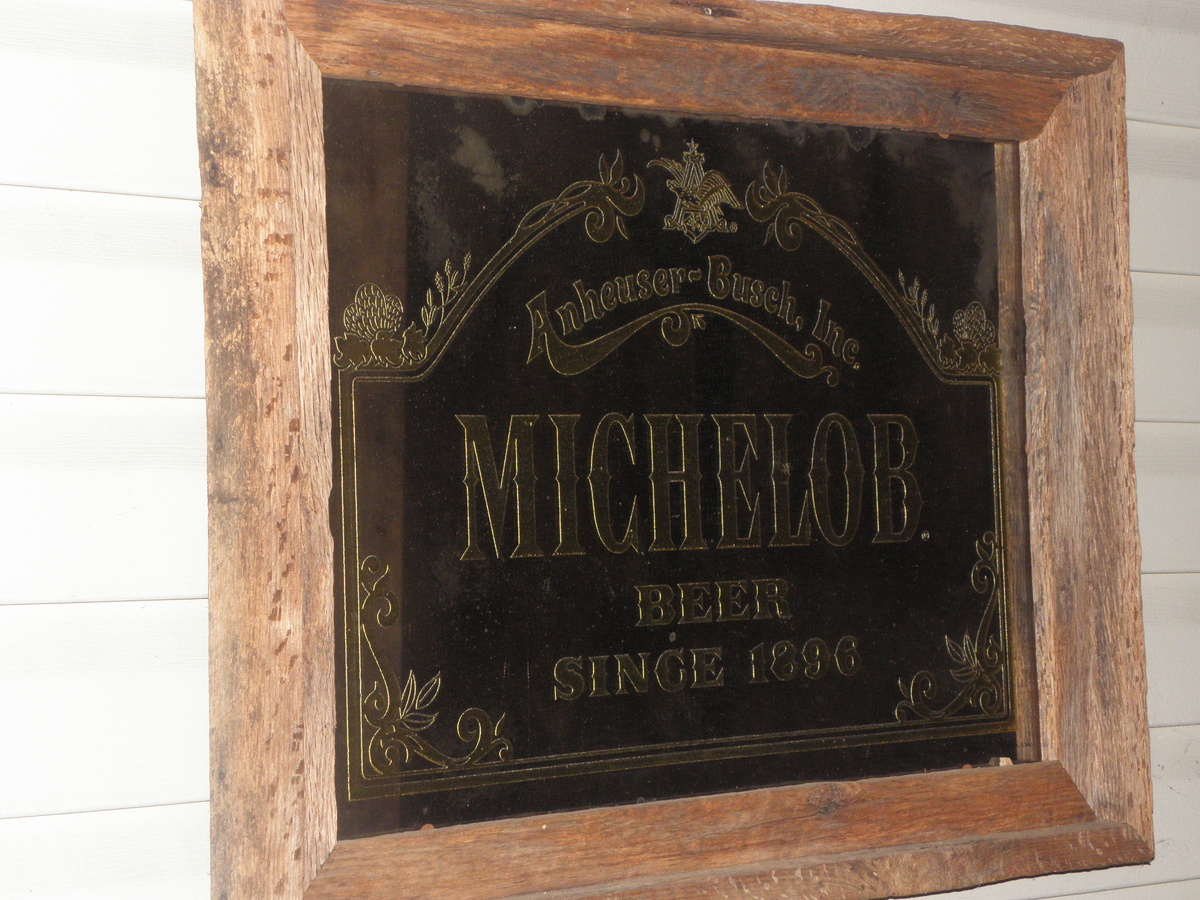 Anheuser-Busch, Inc.
MICHELOB®
BEER
SINCE 1896